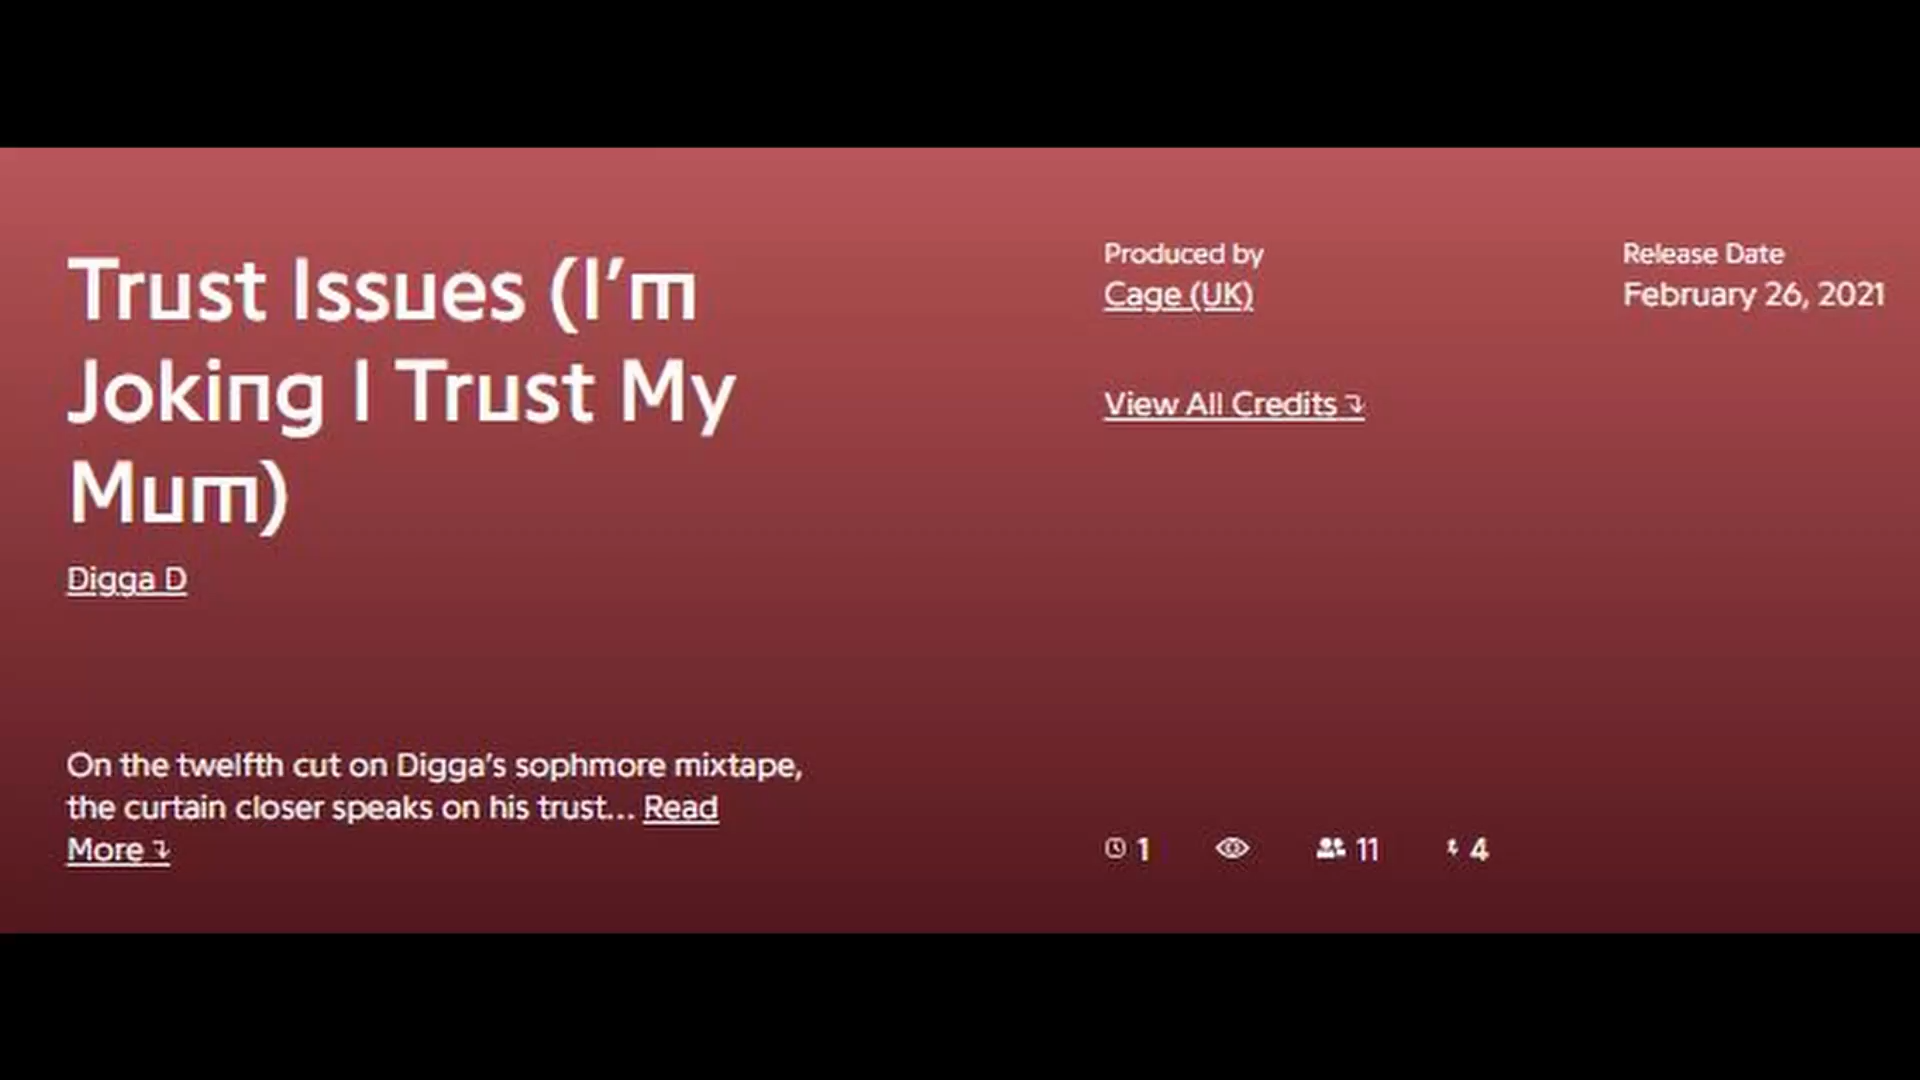 Trust Issues (I’m
Joking I Trust My
Mum)
Digga D
On the twelfth cut on Digga’s sophmore mixtape,
the curtain closer speaks on his trust... Read
More
Produced by
Cage (UK)
View All Credits
Release Date
February 26, 2021
1 11 4